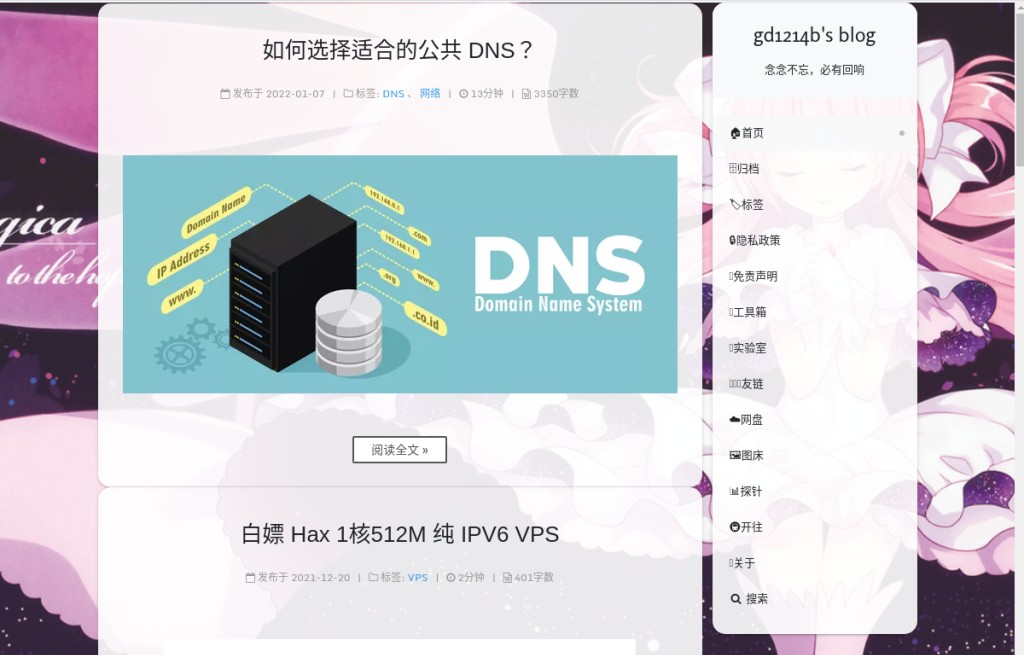 gica
to the ho
如何选择适合的公共 DNS？
发布于 2022-01-07 | 标签: DNS 、 网络 | 13分钟 | 3350字数
Domain Name
IP Address
www.
192.168.0.1
.com
192.168.1.1
.org
www.
.co.id
DNS
Domain Name System
阅读全文 »
白嫖 Hax 1核512M 纯 IPV6 VPS
发布于 2021-12-20 | 标签: VPS | 2分钟 | 401字数
gd1214b's blog
念念不忘，必有回响
首页
归档
标签
隐私政策
免责声明
工具箱
实验室
友链
网盘
图床
探针
开往
关于
搜索